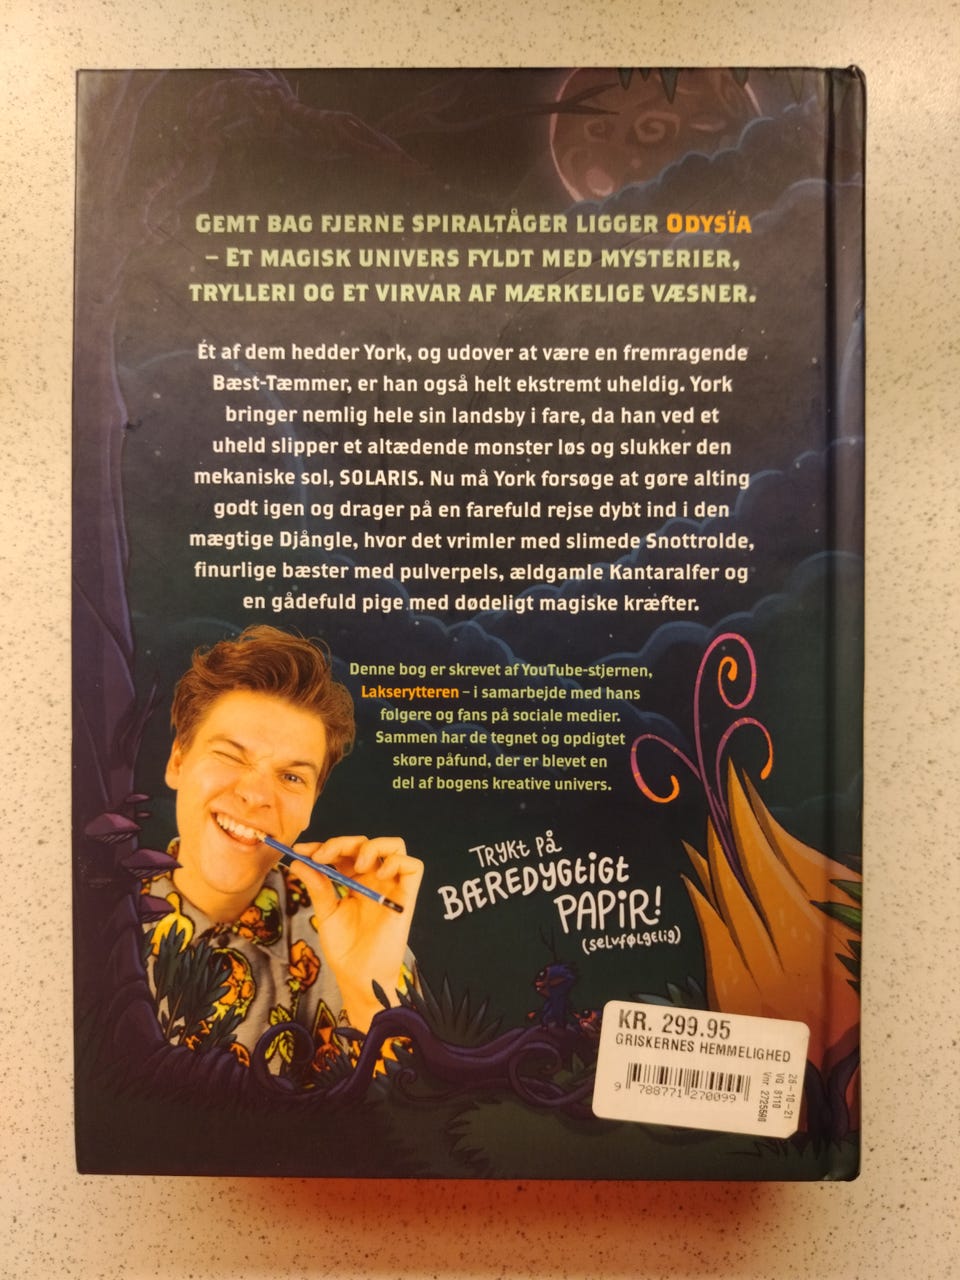 GEMT BAG FJERNE SPIRALTÅGER LIGGER ODYSÏA
– ET MAGISK UNIVERS FYLDT MED MYSTERIER,
TRYLLERI OG ET VIRVAR AF MÆRKELIGE VÆSNER.
Ét af dem hedder York, og udover at være en fremragende
Bæst-Tæmmer, er han også helt ekstremt uheldig. York
bringer nemlig hele sin landsby i fare, da han ved et
uheld slipper et altædende monster løs og slukker den
mekaniske sol, SOLARIS. Nu må York forsøge at gøre alting
godt igen og drager på en farefuld rejse dybt ind i den
mægtige Djångle, hvor det vrimler med slimede Snottrolde,
finurlige bæster med pulverpels, ældgamle Kantaralfer og
en gådefuld pige med dødeligt magiske kræfter.
Denne bog er skrevet af YouTube-stjernen,
Lakserytteren – i samarbejde med hans
følgere og fans på sociale medier.
Sammen har de tegnet og opdigtet
skøre påfund, der er blevet en
del af bogens kreative univers.
TRYKT PÅ
BÆREDYGTIGT
PAPIR!
(selvfølgelig)
KR. 299.95
GRISKERNES HEMMELIGHED
9 788771 270099
28-10-21
VG 8110
Vnr 2725580